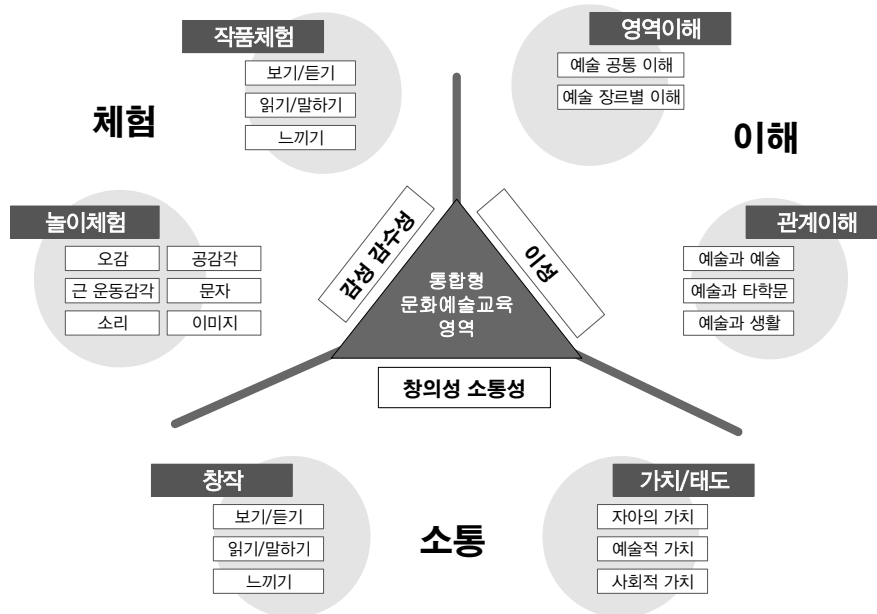 작품체험
보기/듣기
읽기/말하기
느끼기
체험
놀이체험
오감
공감각
근 운동감각
문자
소리
이미지
영역이해
예술 공통 이해
예술 장르별 이해
이해
관계이해
예술과 예술
예술과 타학문
예술과 생활
감성 감수성
이성
통합형
문화예술교육
영역
창의성 소통성
창작
보기/듣기
읽기/말하기
느끼기
소통
가치/태도
자아의 가치
예술적 가치
사회적 가치